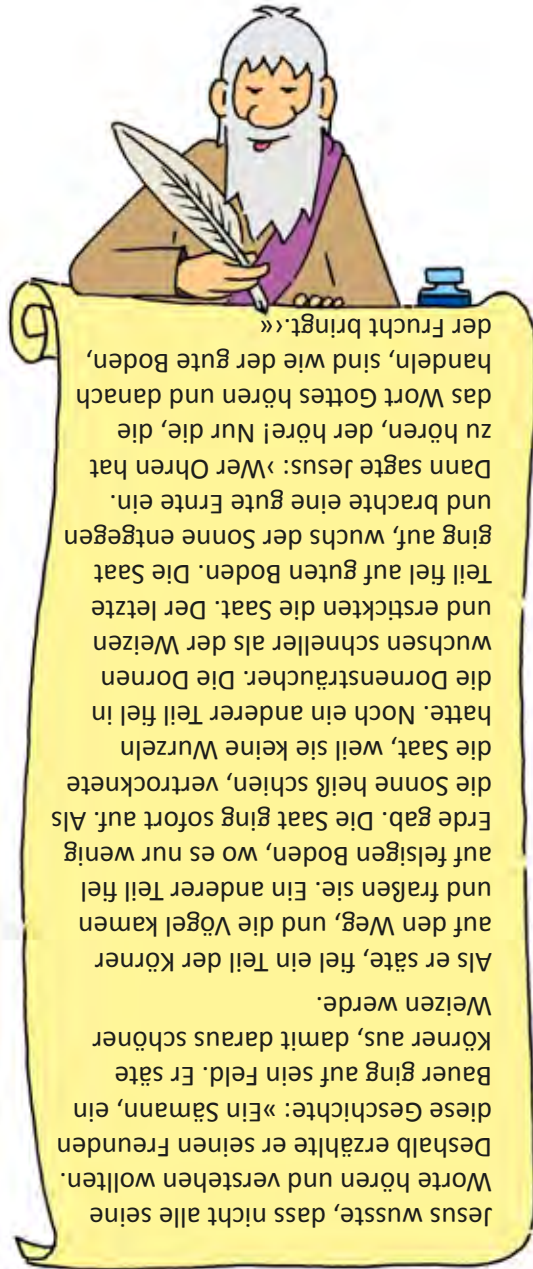 Jesus wusste, dass nicht alle seine
Worte hören und verstehen wollten.
Deshalb erzählte er seinen Freunden
diese Geschichte: «Ein Sämann, ein
Bauer ging auf sein Feld. Er säte
Körner aus, damit daraus schöner
Weizen werde.
Als er säte, fiel ein Teil der Körner
auf den Weg, und die Vögel kamen
und fraßen sie. Ein anderer Teil fiel
auf felsigen Boden, wo es nur wenig
Erde gab. Die Saat ging sofort auf. Als
die Sonne heiß schien, vertrocknete
die Saat, weil sie keine Wurzeln
hatte. Noch ein anderer Teil fiel in
die Dornensträucher. Die Dornen
wuchsen schneller als der Weizen
und erstickten die Saat. Der letzte
Teil fiel auf guten Boden. Die Saat
ging auf, wuchs der Sonne entgegen
und brachte eine gute Ernte ein.
Dann sagte Jesus: ‹Wer Ohren hat
zu hören, der höre! Nur die, die
das Wort Gottes hören und danach
handeln, sind wie der gute Boden,
der Frucht bringt.›»